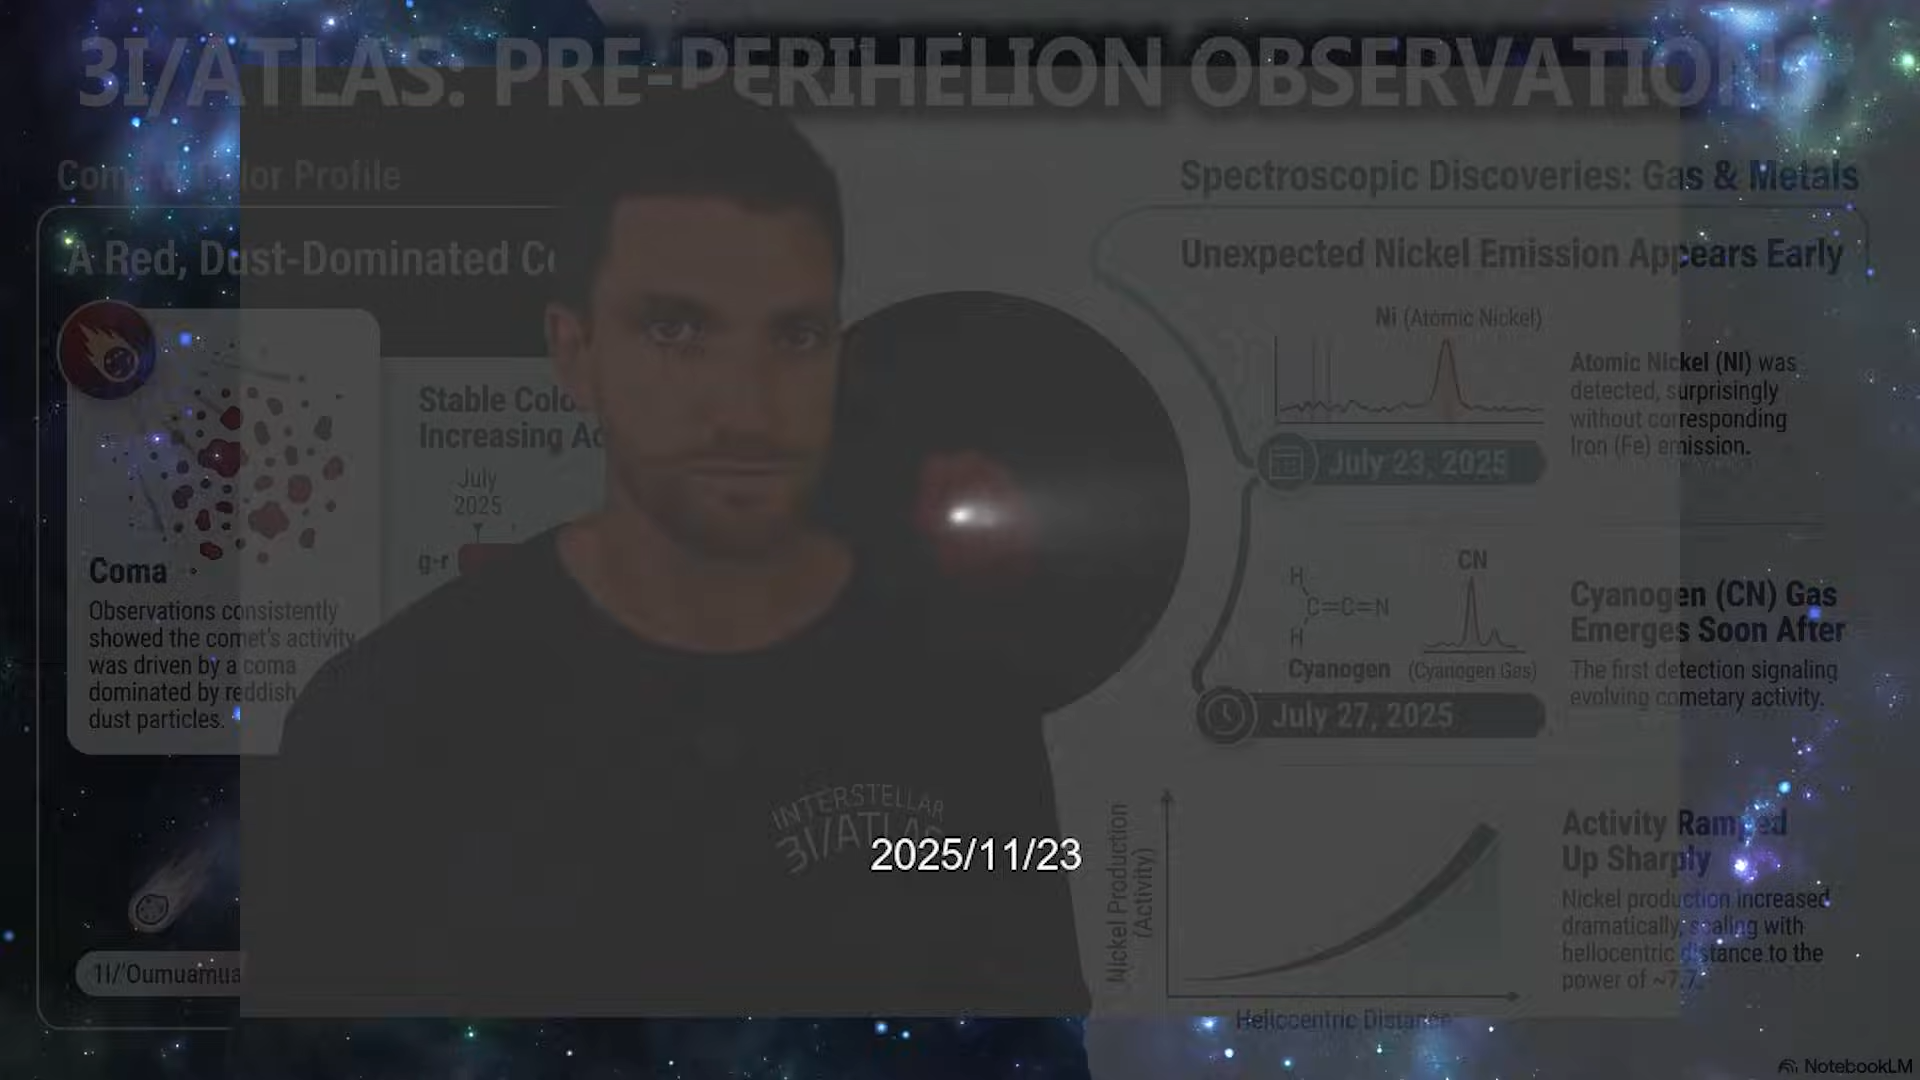 3I/ATLAS: PRE-PERIHELION OBSERVATIONS
Color Profile
A Red, Dust-Dominated
Stable
Increasing
July
2025
g-r
Coma
Observations consistently
showed the comet's activity
was driven by a coma
dominated by reddish
dust particles.
1I/'Oumuamua
INTERSTELLAR
3I/ATLAS
2025/11/23
Spectroscopic Discoveries: Gas & Metals
Unexpected Nickel Emission Appears Early
Ni (Atomic Nickel)
Atomic Nickel (NI) was
detected, surprisingly
without corresponding
Iron (Fe) emission.
July 23, 2025
H
C=C=N
H
Cyanogen
CN
(Cyanogen Gas)
Cyanogen (CN) Gas
Emerges Soon After
The first detection signaling
evolving cometary activity.
July 27, 2025
Nickel Production
(Activity)
Heliocentric Distance
Activity Ramped
Up Sharply
Nickel production increased
dramatically, scaling with
heliocentric distance to the
power of ~7.7.
NotebookLM